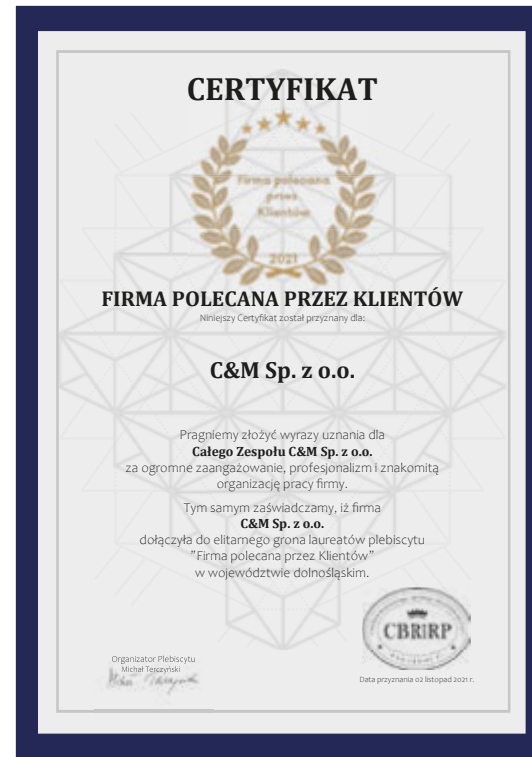 CERTYFIKAT
Firma polecana
przez
Klientów
2021
FIRMA POLECANA PRZEZ KLIENTÓW
Niniejszy Certyfikat został przyznany dla:
C&M Sp. z o.o.
Pragniemy złożyć wyrazy uznania dla
Całego Zespołu C&M Sp. z o.o.
za ogromne zaangażowanie, profesjonalizm i znakomitą
organizację pracy firmy.
Tym samym zaświadczamy, iż firma
C&M Sp. z o.o.
dołączyła do elitarnego grona laureatów plebiscytu
"Firma polecana przez Klientów"
w województwie dolnośląskim.
CBRIRP
Organizator Plebiscytu
Michał Terczyński
Data przyznania 02 listopad 2021 r.